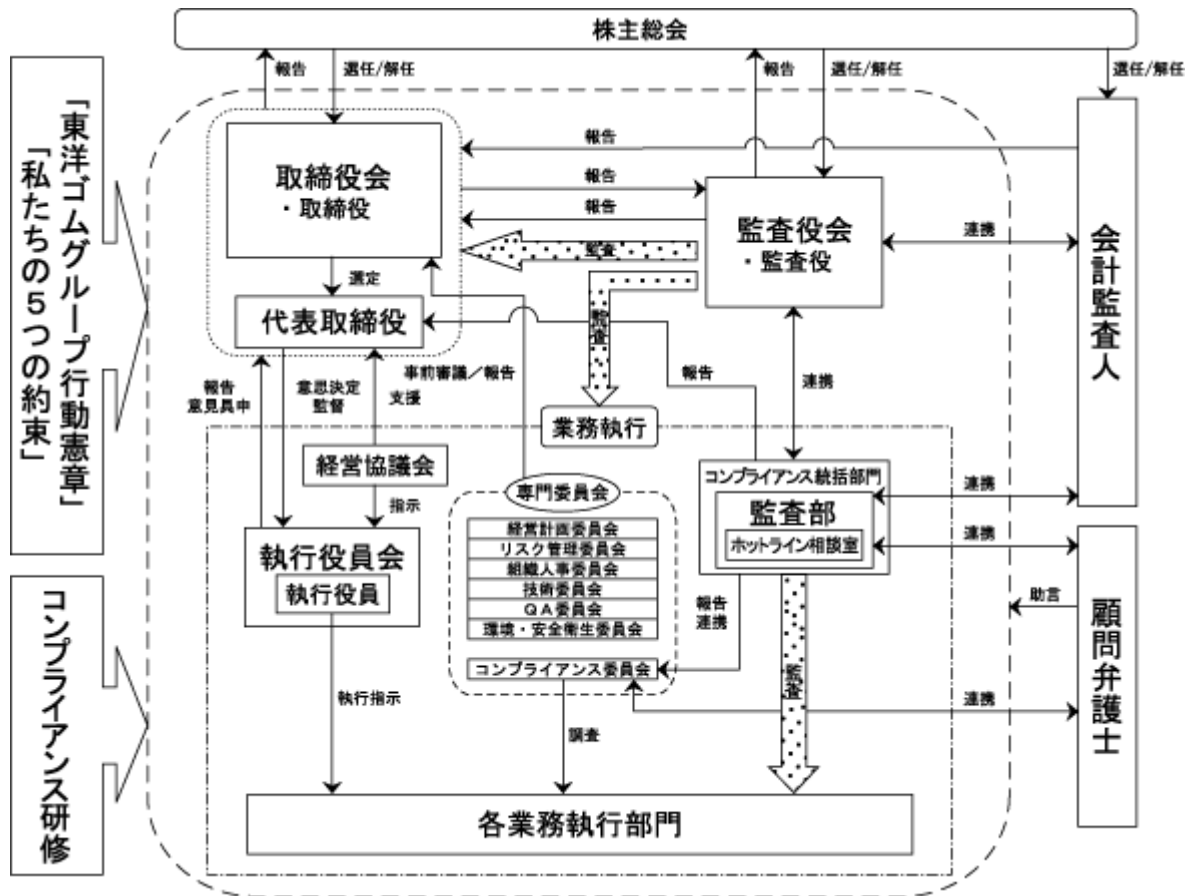 株主総会
報告
選任/解任
報告
選任/解任
選任/解任
「東洋ゴムグループ行動憲章」
「私たちの５つの約束」
コンプライアンス研修
取締役会
・取締役
選定
代表取締役
報告
報告
報告
監査
監査
監査役会
・監査役
連携
会計監査人
報告
意見具申
意思決定
監督
支援
事前審議／報告
報告
連携
業務執行
経営協議会
指示
執行役員会
執行役員
執行指示
専門委員会
経営計画委員会
リスク管理委員会
組織人事委員会
技術委員会
ＱＡ委員会
環境・安全衛生委員会
コンプライアンス委員会
調査
コンプライアンス統括部門
監査部
ホットライン相談室
連携
連携
報告
連携
監査
助言
連携
顧問弁護士
各業務執行部門